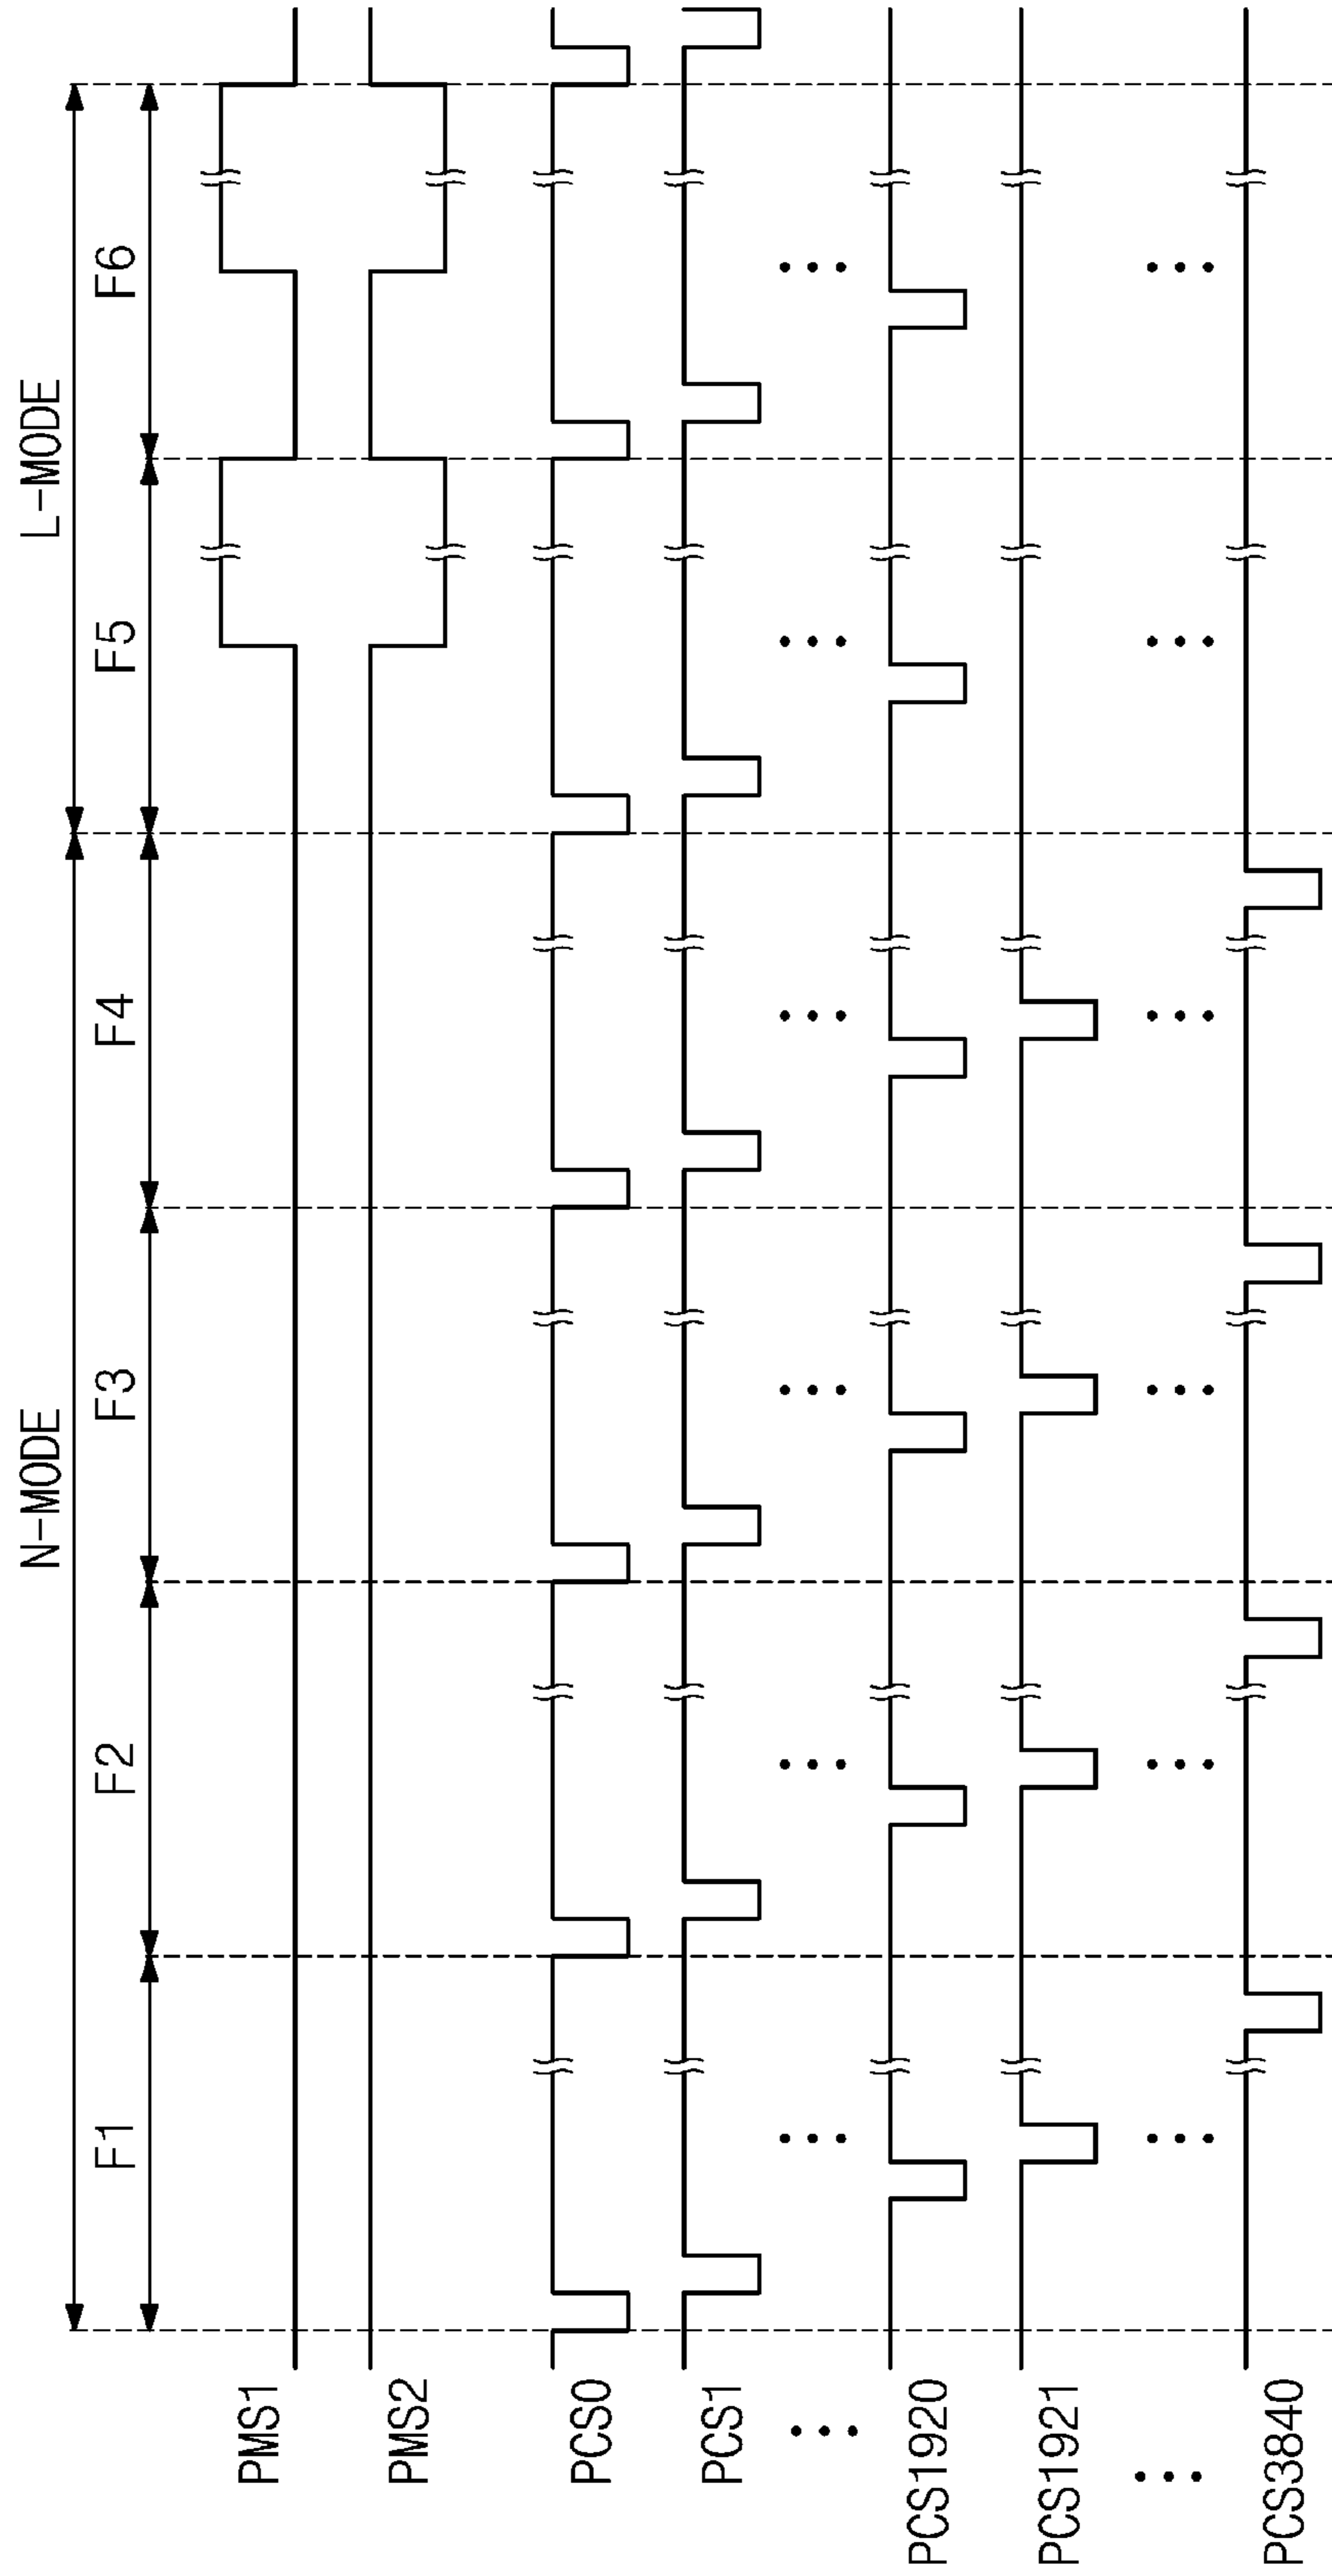 N-MODE L-MODE
F1 F2 F3 F4 F5 F6
PMS1
PMS2
PCS0
PCS1
PCS1920
PCS1921
PCS3840